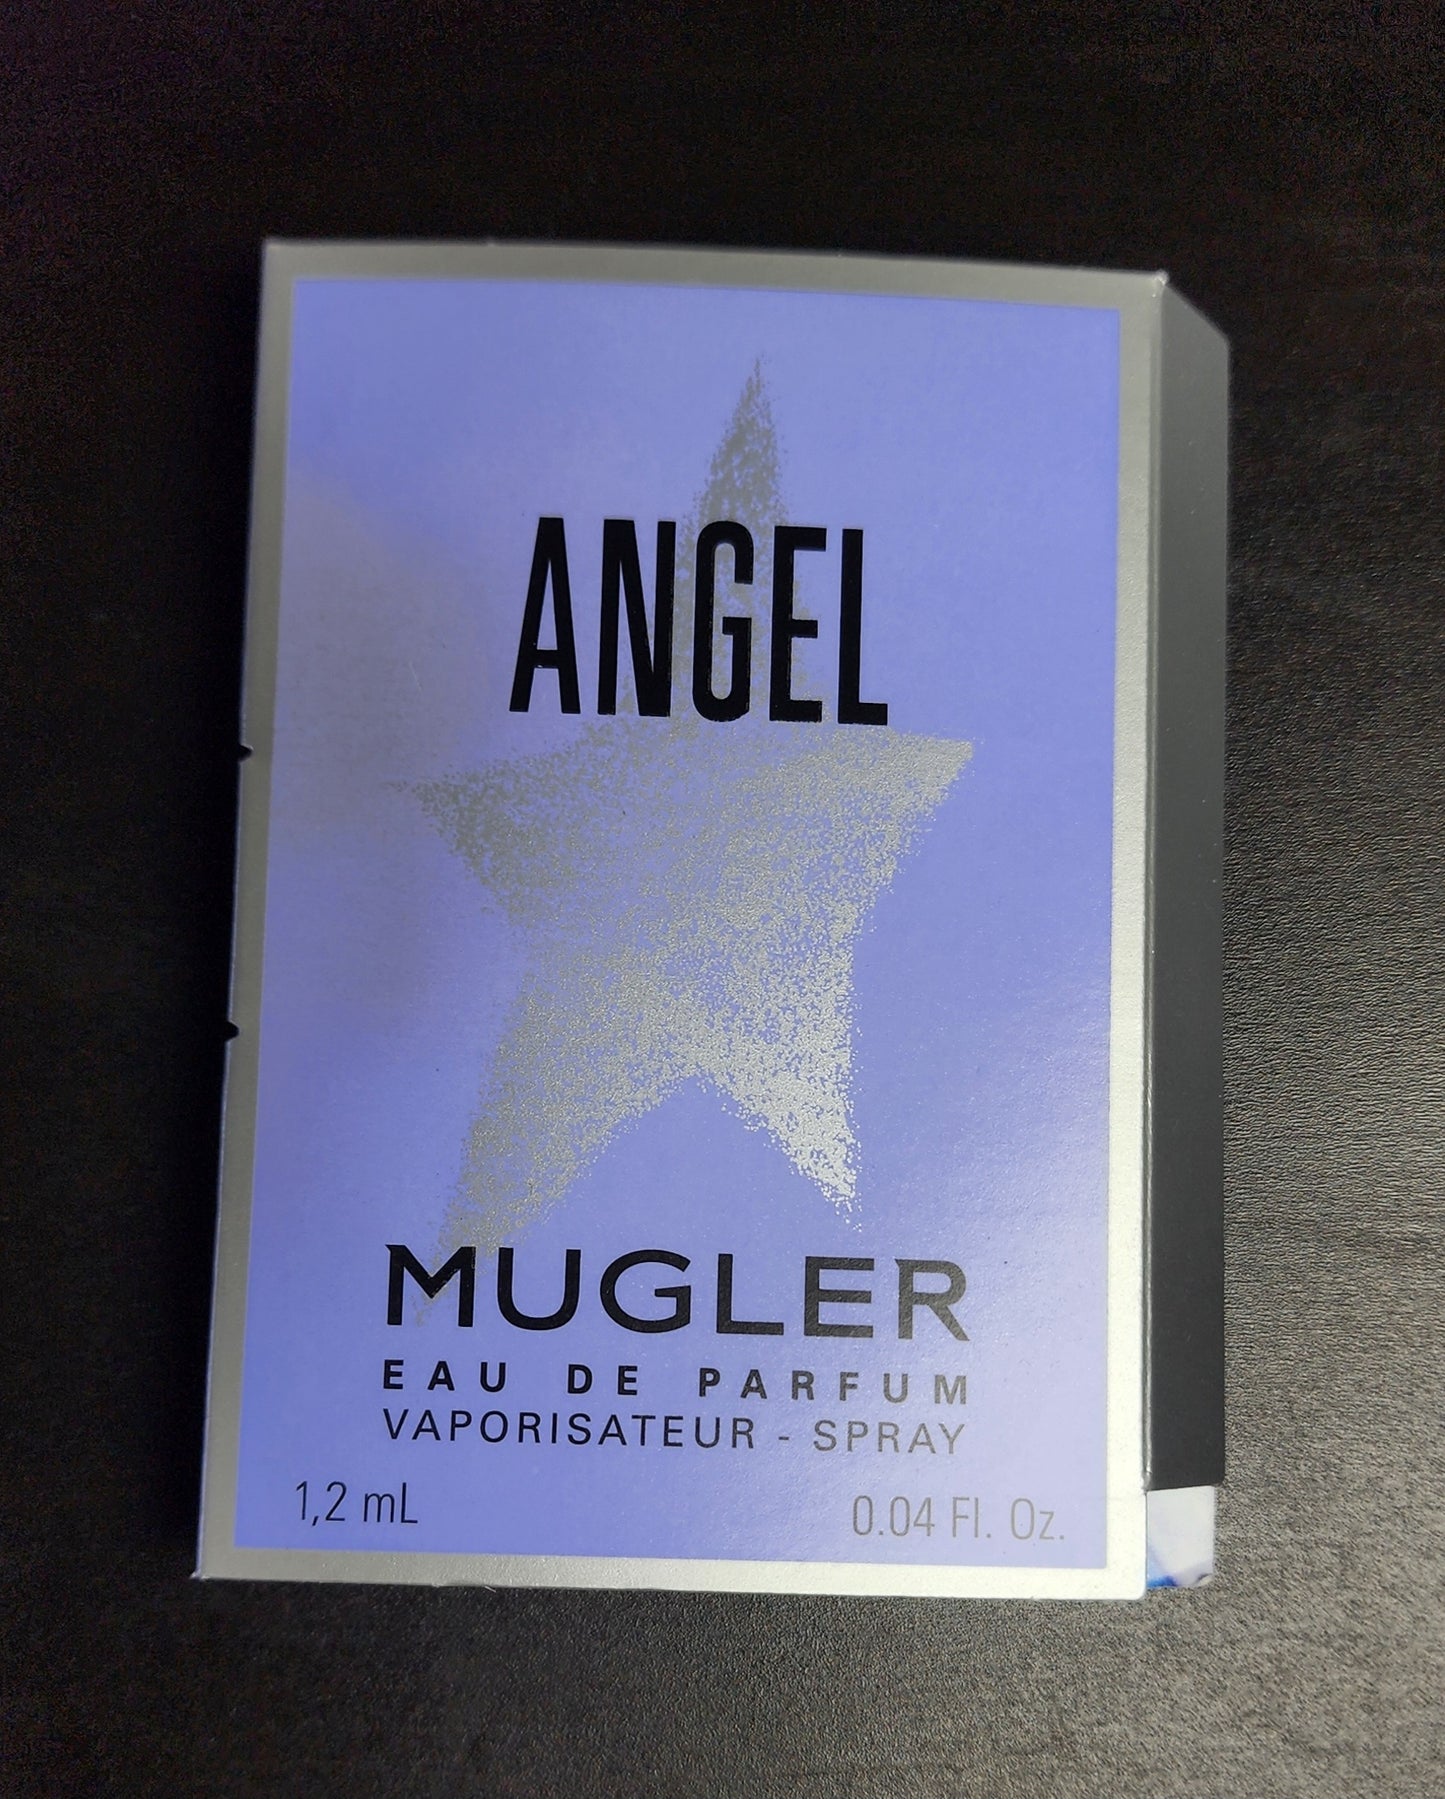 ANGEL
MUGLER
EAU DE PARFUM
VAPORISATEUR - SPRAY
1,2 mL
0.04 Fl. Oz.